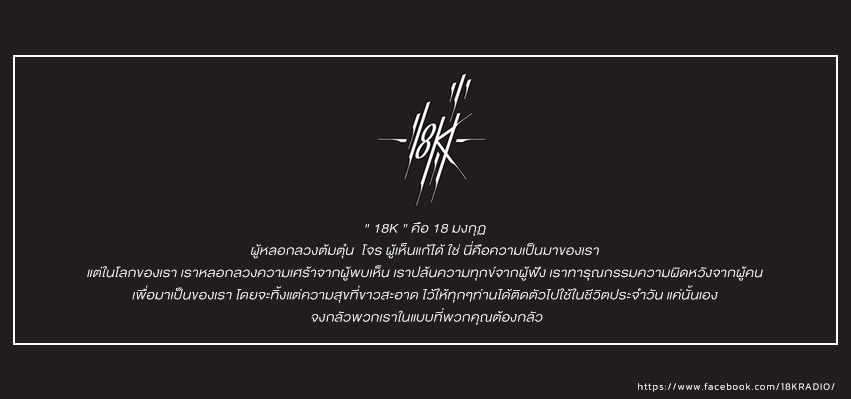 18K
" 18K " คือ 18 มงกุฎ
ผู้หลอกลวงต้มตุ๋น โจร ผู้เห็นแก้ได้ ใช่ นี่คือความเป็นมาของเรา
แต่ในโลกของเรา เราหลอกลวงความเศร้าจากผู้พบเห็น เราปล้นความทุกข์จากผู้ฟัง เราทารุณกรรมความผิดหวังจากผู้คน
เพื่อมาเป็นของเรา โดยจะทิ้งแต่ความสุขที่ขาวสะอาด ไว้ให้ทุกๆท่านได้ติดตัวไปใช้ในชีวิตประจำวัน แค่นั้นเอง
จงกลัวพวกเราในแบบที่พวกคุณต้องกลัว
https://www.facebook.com/18KRADIO/